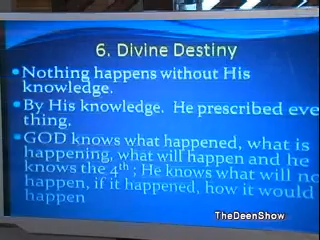 6. Divine Destiny
Nothing happens without His
knowledge.
By His knowledge. He prescribed eve
thing.
GOD knows what happened, what is
happening, what will happen and he
knows the 4th ; He knows what will no
happen, if it happened, how it would
happen
TheDeenShow